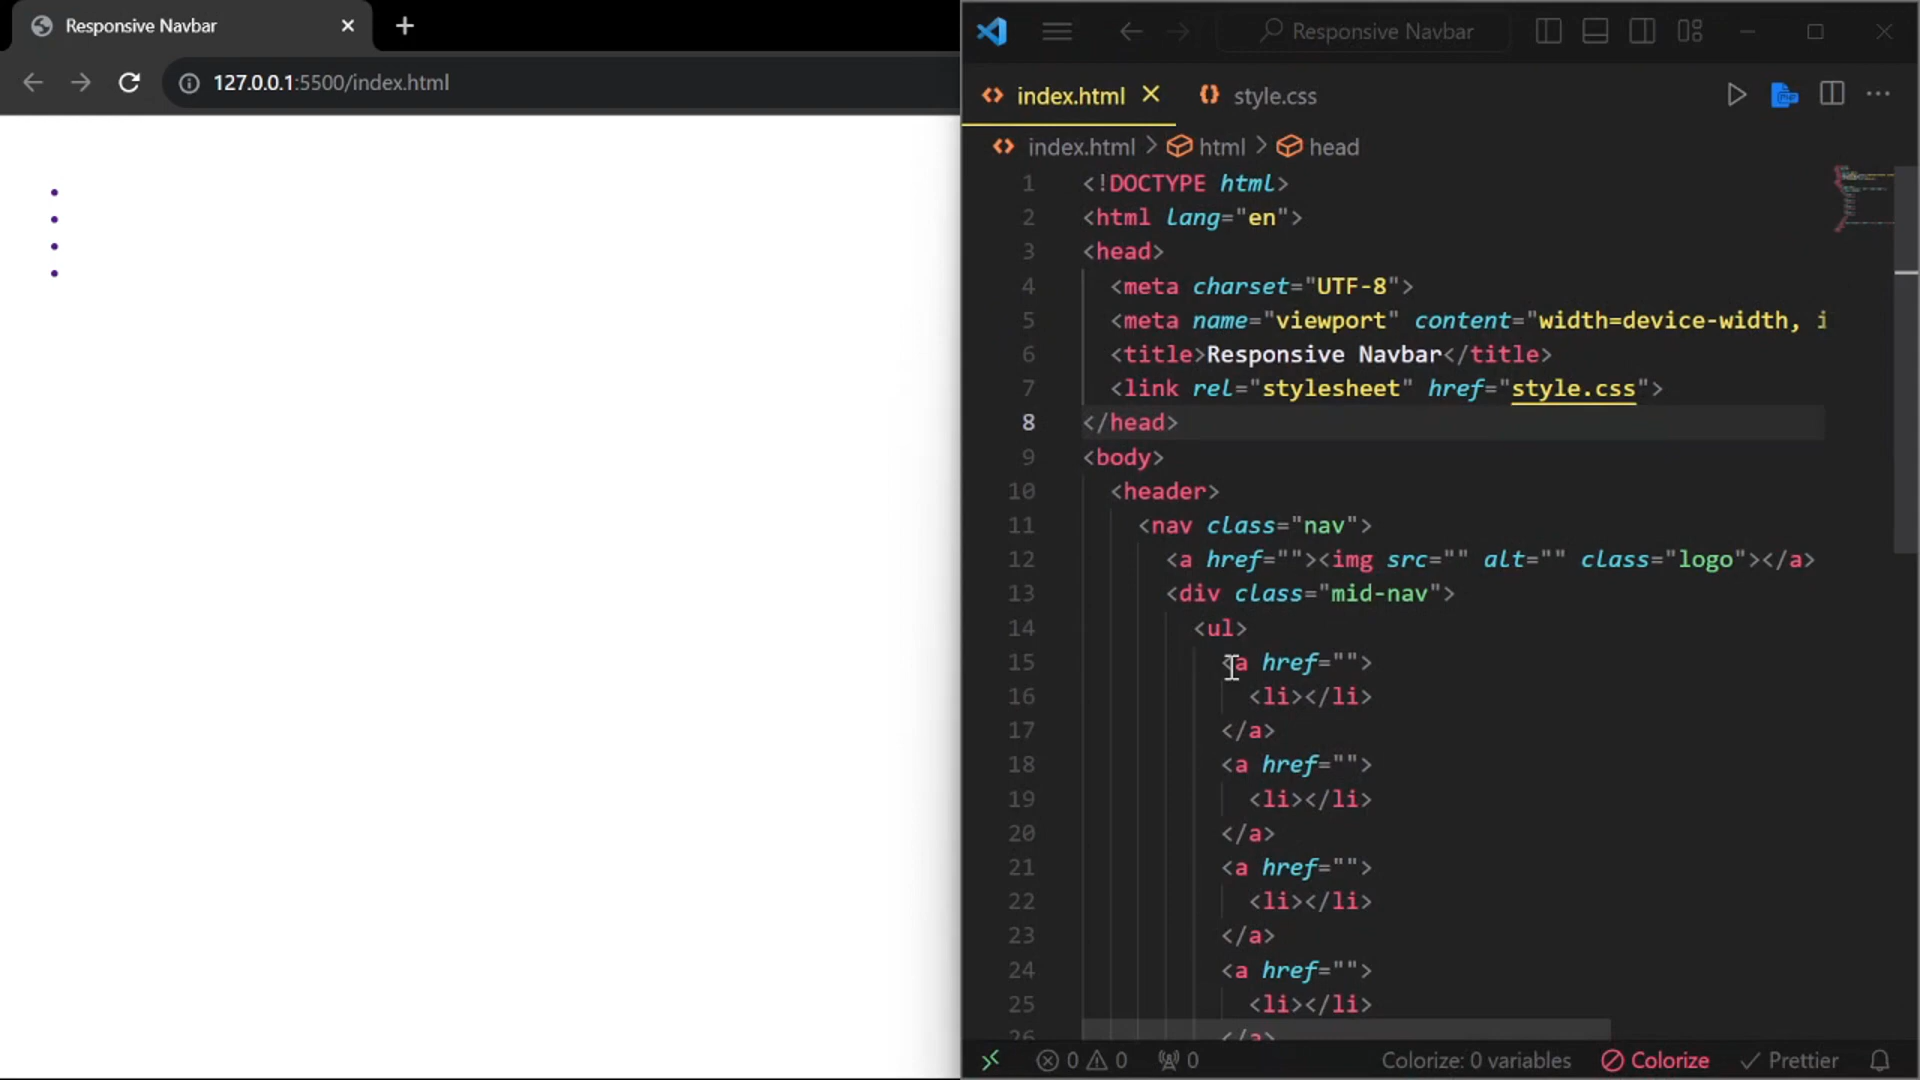 Responsive Navbar
127.0.0.1:5500/index.html
Responsive Navbar
index.html
style.css
index.html > html > head
1 <!DOCTYPE html>
2 <html lang="en">
3 <head>
4 <meta charset="UTF-8">
5 <meta name="viewport" content="width=device-width, i
6 <title>Responsive Navbar</title>
7 <link rel="stylesheet" href="style.css">
8 </head>
9 <body>
10 <header>
11 <nav class="nav">
12 <a href=""><img src="" alt="" class="logo"></a>
13 <div class="mid-nav">
14 <ul>
15 <a href="">
16 <li></li>
17 </a>
18 <a href="">
19 <li></li>
20 </a>
21 <a href="">
22 <li></li>
23 </a>
24 <a href="">
25 <li></li>
26 </a>
0 0 0 Colorize: 0 variables Colorize Prettier